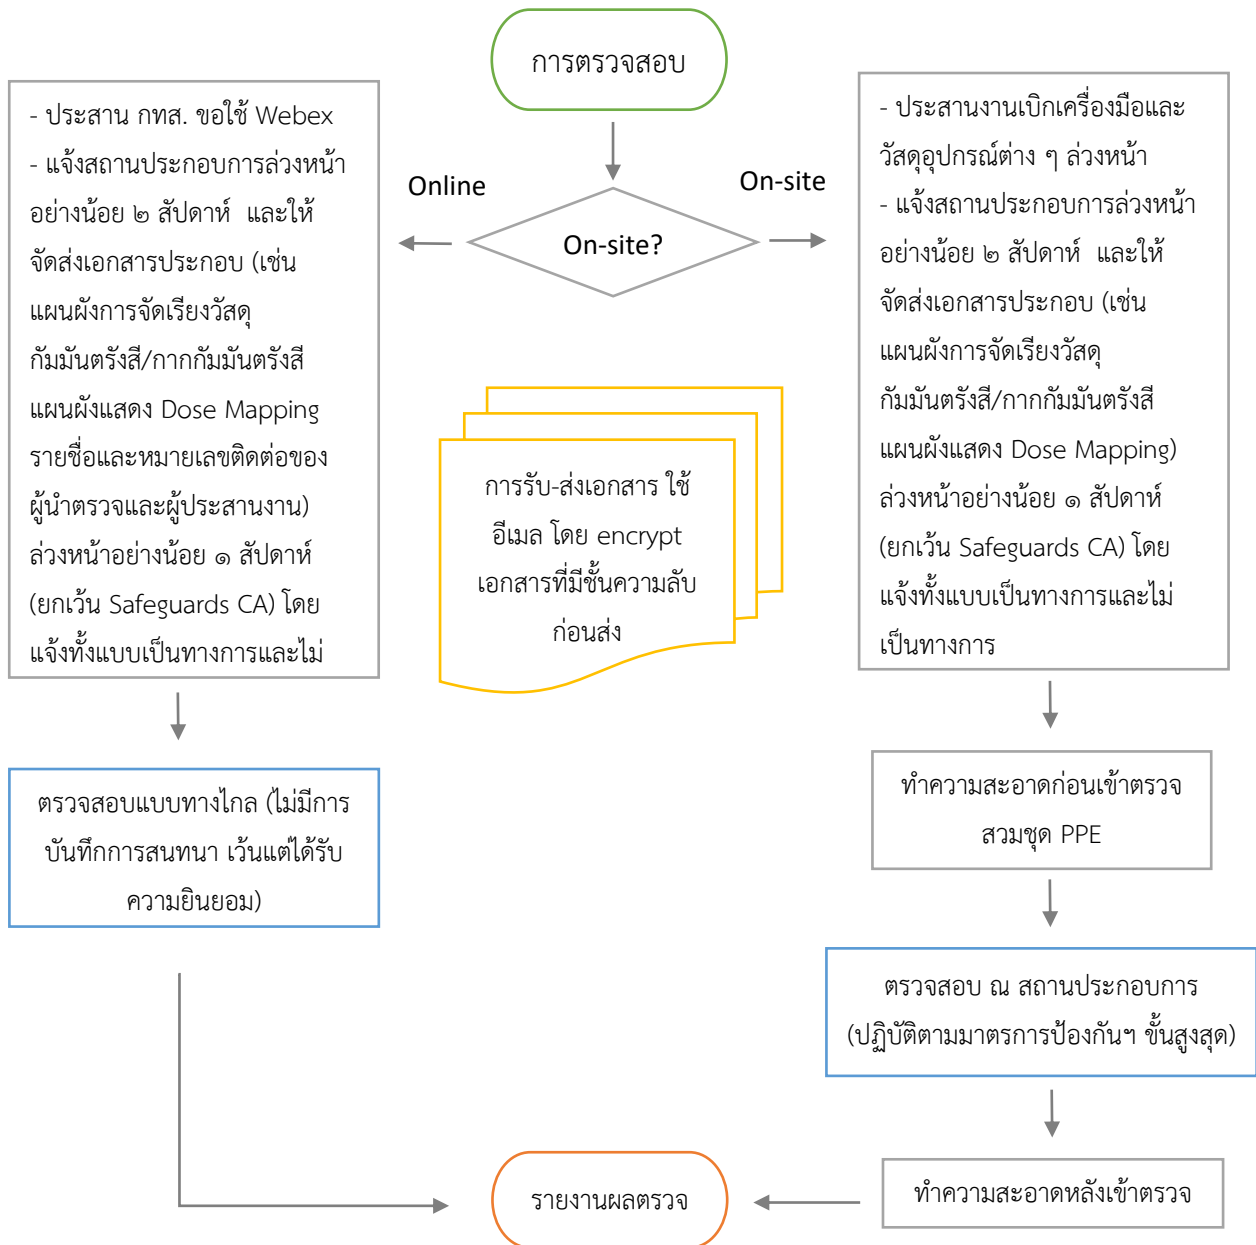 การตรวจสอบ
Online
On-site
On-site?
- ประสาน กทส. ขอใช้ Webex
- แจ้งสถานประกอบการล่วงหน้า
อย่างน้อย ๒ สัปดาห์ และให้
จัดส่งเอกสารประกอบ (เช่น
แผนผังการจัดเรียงวัสดุ
กัมมันตรังสี/กากกัมมันตรังสี
แผนผังแสดง Dose Mapping
รายชื่อและหมายเลขติดต่อของ
ผู้นำตรวจและผู้ประสานงาน)
ล่วงหน้าอย่างน้อย ๑ สัปดาห์
(ยกเว้น Safeguards CA) โดย
แจ้งทั้งแบบเป็นทางการและไม่
- ประสานงานเบิกเครื่องมือและ
วัสดุอุปกรณ์ต่าง ๆ ล่วงหน้า
- แจ้งสถานประกอบการล่วงหน้า
อย่างน้อย ๒ สัปดาห์ และให้
จัดส่งเอกสารประกอบ (เช่น
แผนผังการจัดเรียงวัสดุ
กัมมันตรังสี/กากกัมมันตรังสี
แผนผังแสดง Dose Mapping)
ล่วงหน้าอย่างน้อย ๑ สัปดาห์
(ยกเว้น Safeguards CA) โดย
แจ้งทั้งแบบเป็นทางการและไม่
เป็นทางการ
การรับ-ส่งเอกสาร ใช้
อีเมล โดย encrypt
เอกสารที่มีชั้นความลับ
ก่อนส่ง
ตรวจสอบแบบทางไกล (ไม่มีการ
บันทึกการสนทนา เว้นแต่ได้รับ
ความยินยอม)
ทำความสะอาดก่อนเข้าตรวจ
สวมชุด PPE
ตรวจสอบ ณ สถานประกอบการ
(ปฏิบัติตามมาตรการป้องกันฯ ขั้นสูงสุด)
ทำความสะอาดหลังเข้าตรวจ
รายงานผลตรวจ